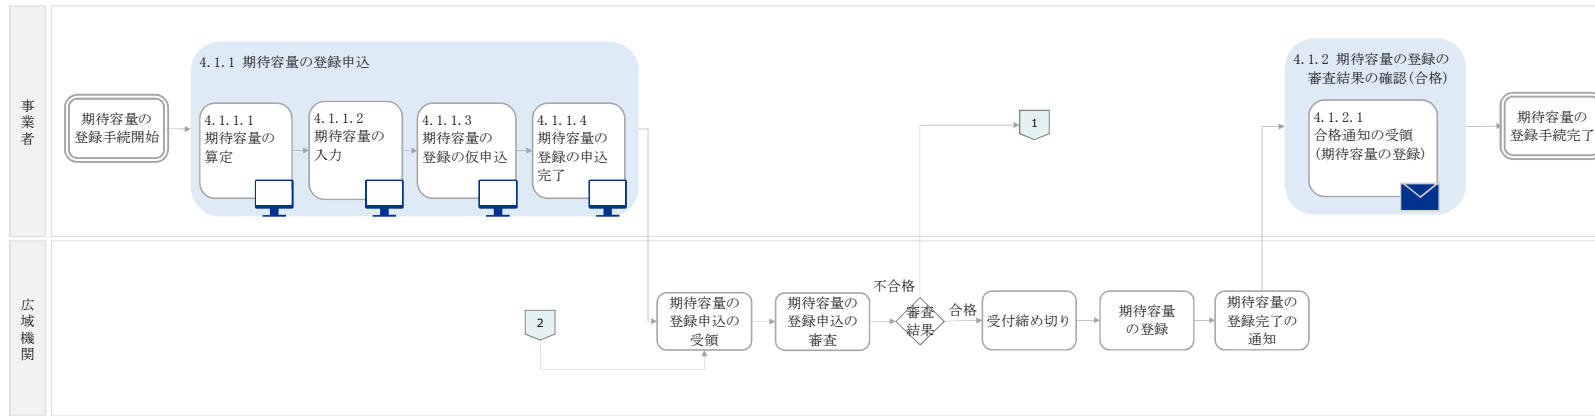 事業者
期待容量の
登録手続開始
4.1.1 期待容量の登録申込
4.1.1.1
期待容量の
算定
4.1.1.2
期待容量の
入力
4.1.1.3
期待容量の
登録の仮申込
4.1.1.4
期待容量の
登録の申込
完了
1
4.1.2 期待容量の登録の
審査結果の確認(合格)
4.1.2.1
合格通知の受領
(期待容量の登録)
期待容量の
登録手続完了
広域機関
2
期待容量の
登録申込の
受領
期待容量の
登録申込の
審査
不合格
審査
結果
合格
受付締め切り
期待容量
の登録
期待容量の
登録完了の
通知